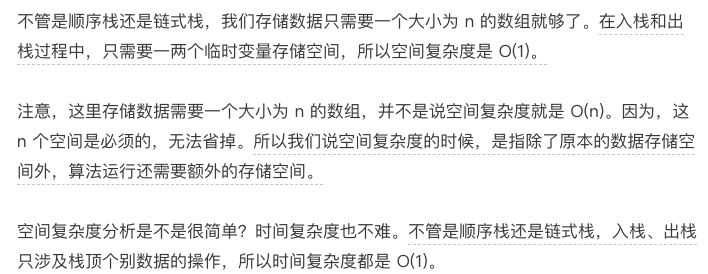 不管是顺序栈还是链式栈，我们存储数据只需要一个大小为 n 的数组就够了。在入栈和出
栈过程中，只需要一两个临时变量存储空间，所以空间复杂度是 O(1)。
注意，这里存储数据需要一个大小为 n 的数组，并不是说空间复杂度就是 O(n)。因为，这
n 个空间是必须的，无法省掉。所以我们说空间复杂度的时候，是指除了原本的数据存储空
间外，算法运行还需要额外的存储空间。
空间复杂度分析是不是很简单？时间复杂度也不难。不管是顺序栈还是链式栈，入栈、出栈
只涉及栈顶个别数据的操作，所以时间复杂度都是 O(1)。